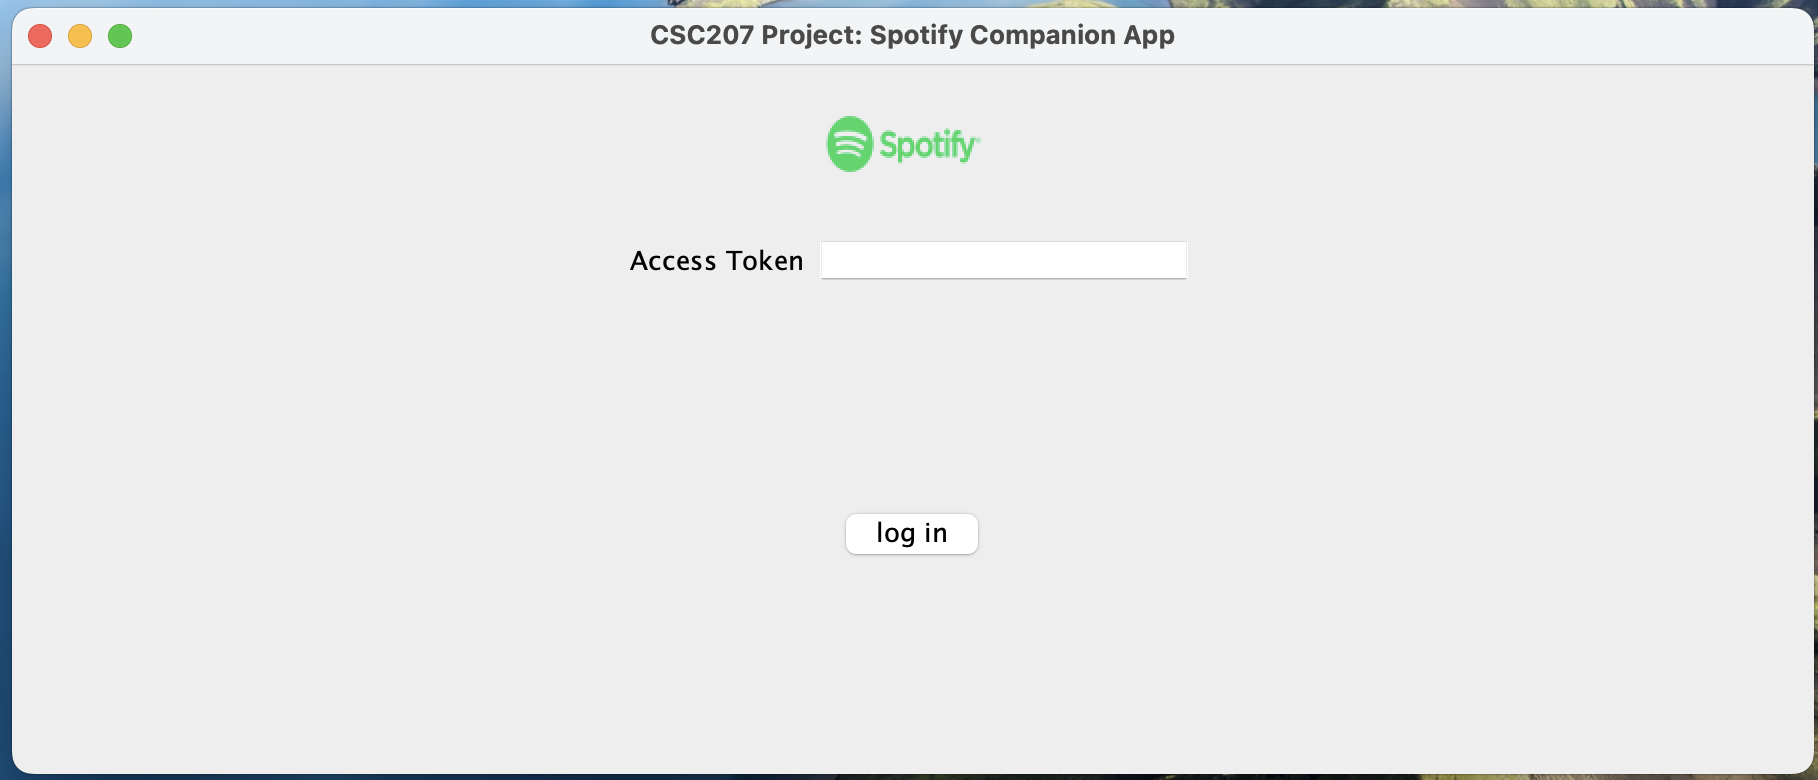 CSC207 Project: Spotify Companion App
Spotify
Access Token
log in